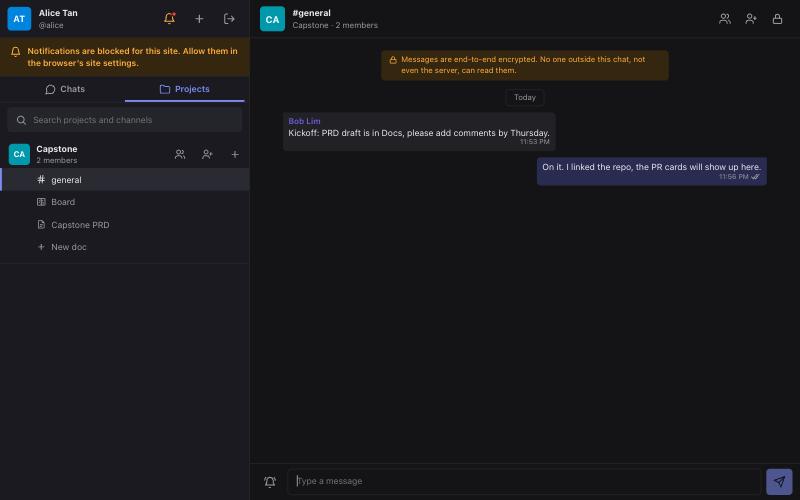 AT
Alice Tan
@alice
Notifications are blocked for this site. Allow them in
the browser's site settings.
Chats
Projects
Search projects and channels
CA
Capstone
2 members
# general
Board
Capstone PRD
+ New doc
CA
#general
Capstone · 2 members
Messages are end-to-end encrypted. No one outside this chat, not
even the server, can read them.
Today
Bob Lim
Kickoff: PRD draft is in Docs, please add comments by Thursday.
11:53 PM
On it. I linked the repo, the PR cards will show up here.
11:56 PM
Type a message